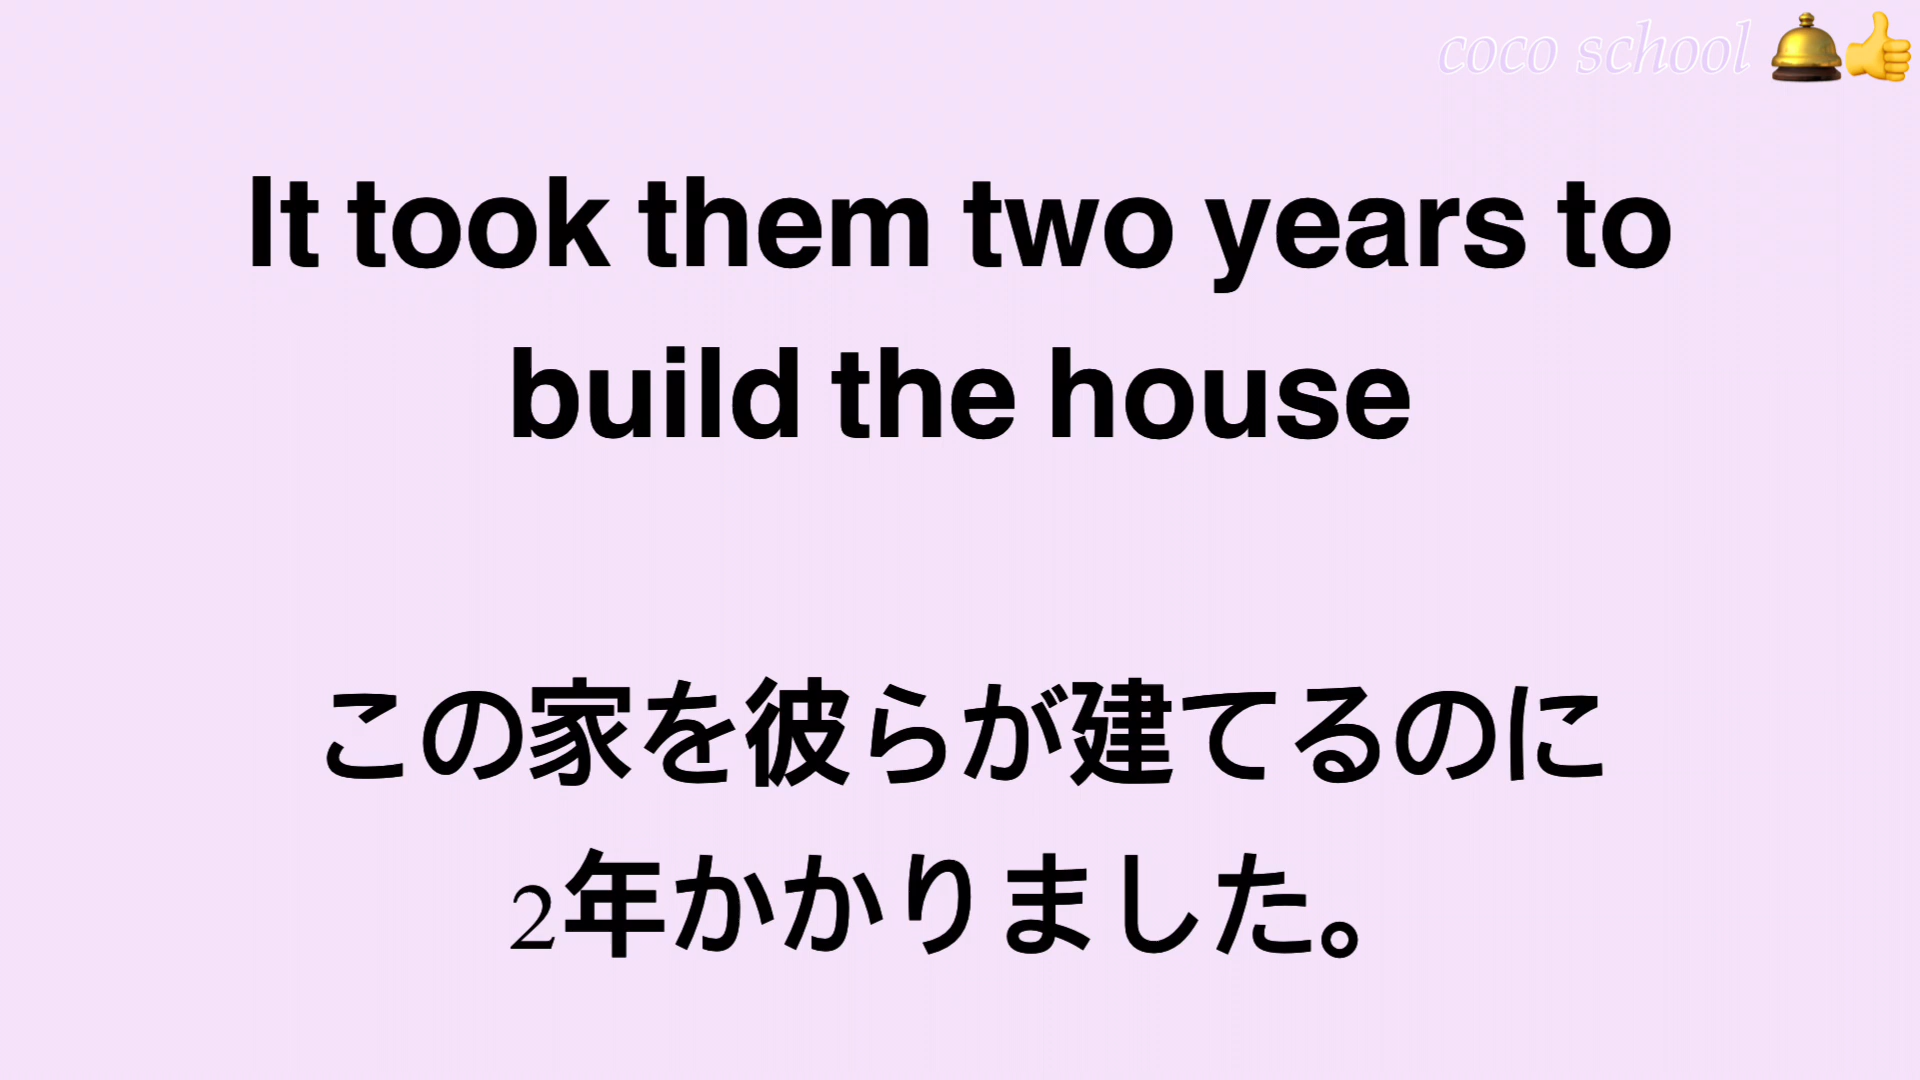 coco school 🛎️👍
It took them two years to
build the house
この家を彼らが建てるのに
2年かかりました。